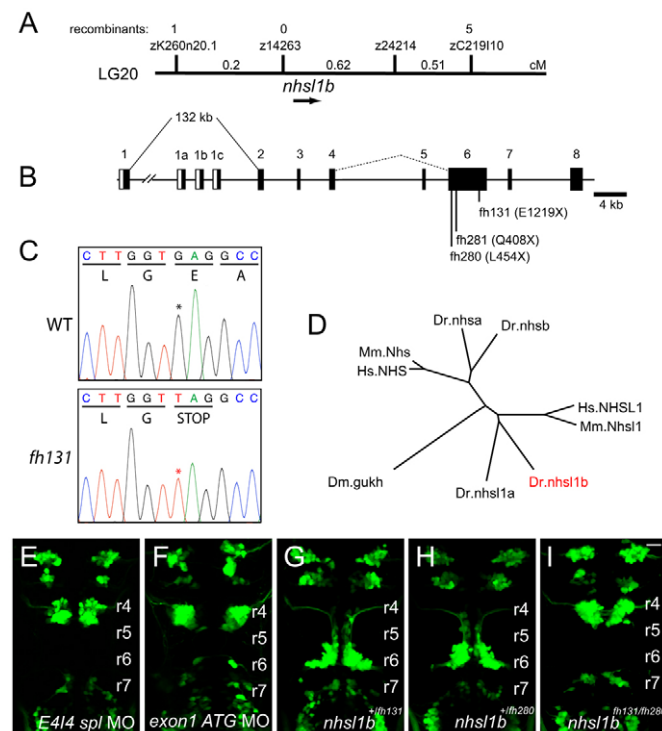 A
recombinants: 1 0 5
zK260n20.1 z14263 z24214 zC219I10
LG20 0.2 0.62 0.51 cM
nhsl1b
132 kb
B
1 1a 1b 1c 2 3 4 5 6 7 8
4 kb
fh131 (E1219X)
fh281 (Q408X)
fh280 (L454X)
C
C T T G G T G A G G C C
L G E A
*
WT
C T T G G T T A G G C C
L G STOP
*
fh131
D
Dr.nhsa
Dr.nhsb
Mm.Nhs
Hs.NHS
Hs.NHSL1
Mm.Nhsl1
Dm.gukh
Dr.nhsl1a
Dr.nhsl1b
E
r4
r5
r6
r7
E4I4 spl MO
F
r4
r5
r6
r7
exon1 ATG MO
G
r4
r5
r6
r7
nhsl1b +/fh131
H
r4
r5
r6
r7
nhsl1b +/fh280
I
r4
r5
r6
r7
nhsl1b fh131/fh280